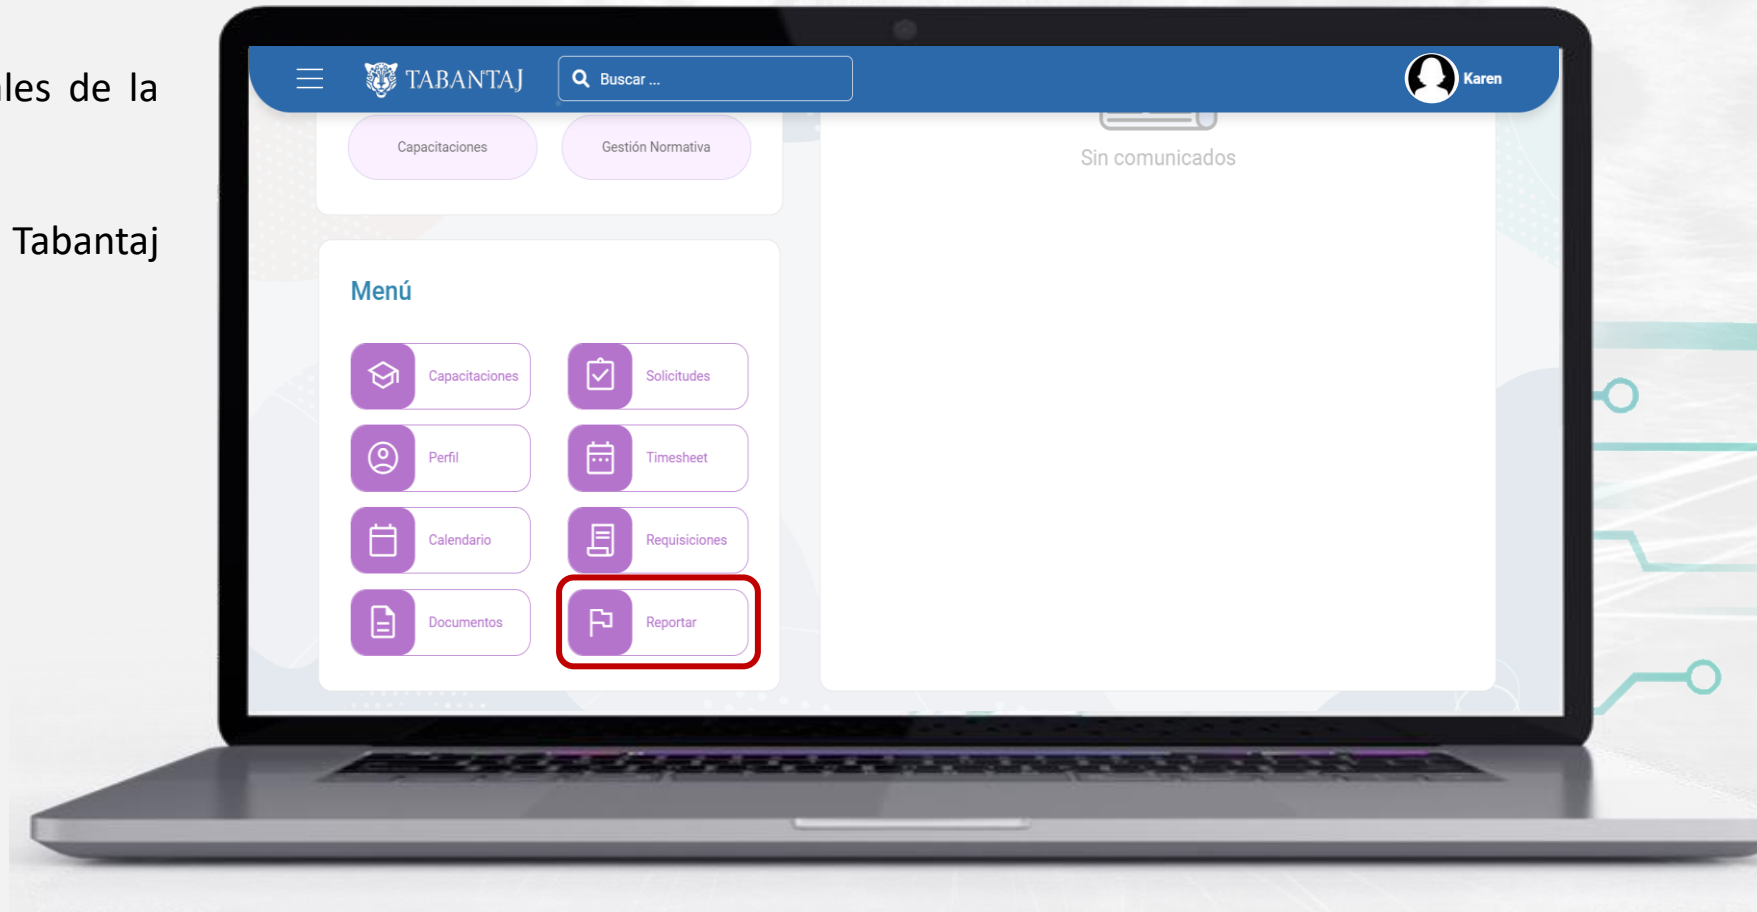 les de la
Tabantaj
TABANTAJ
Buscar ...
Karen
Capacitaciones
Gestión Normativa
Sin comunicados
Menú
Capacitaciones
Solicitudes
Perfil
Timesheet
Calendario
Requisiciones
Documentos
Reportar